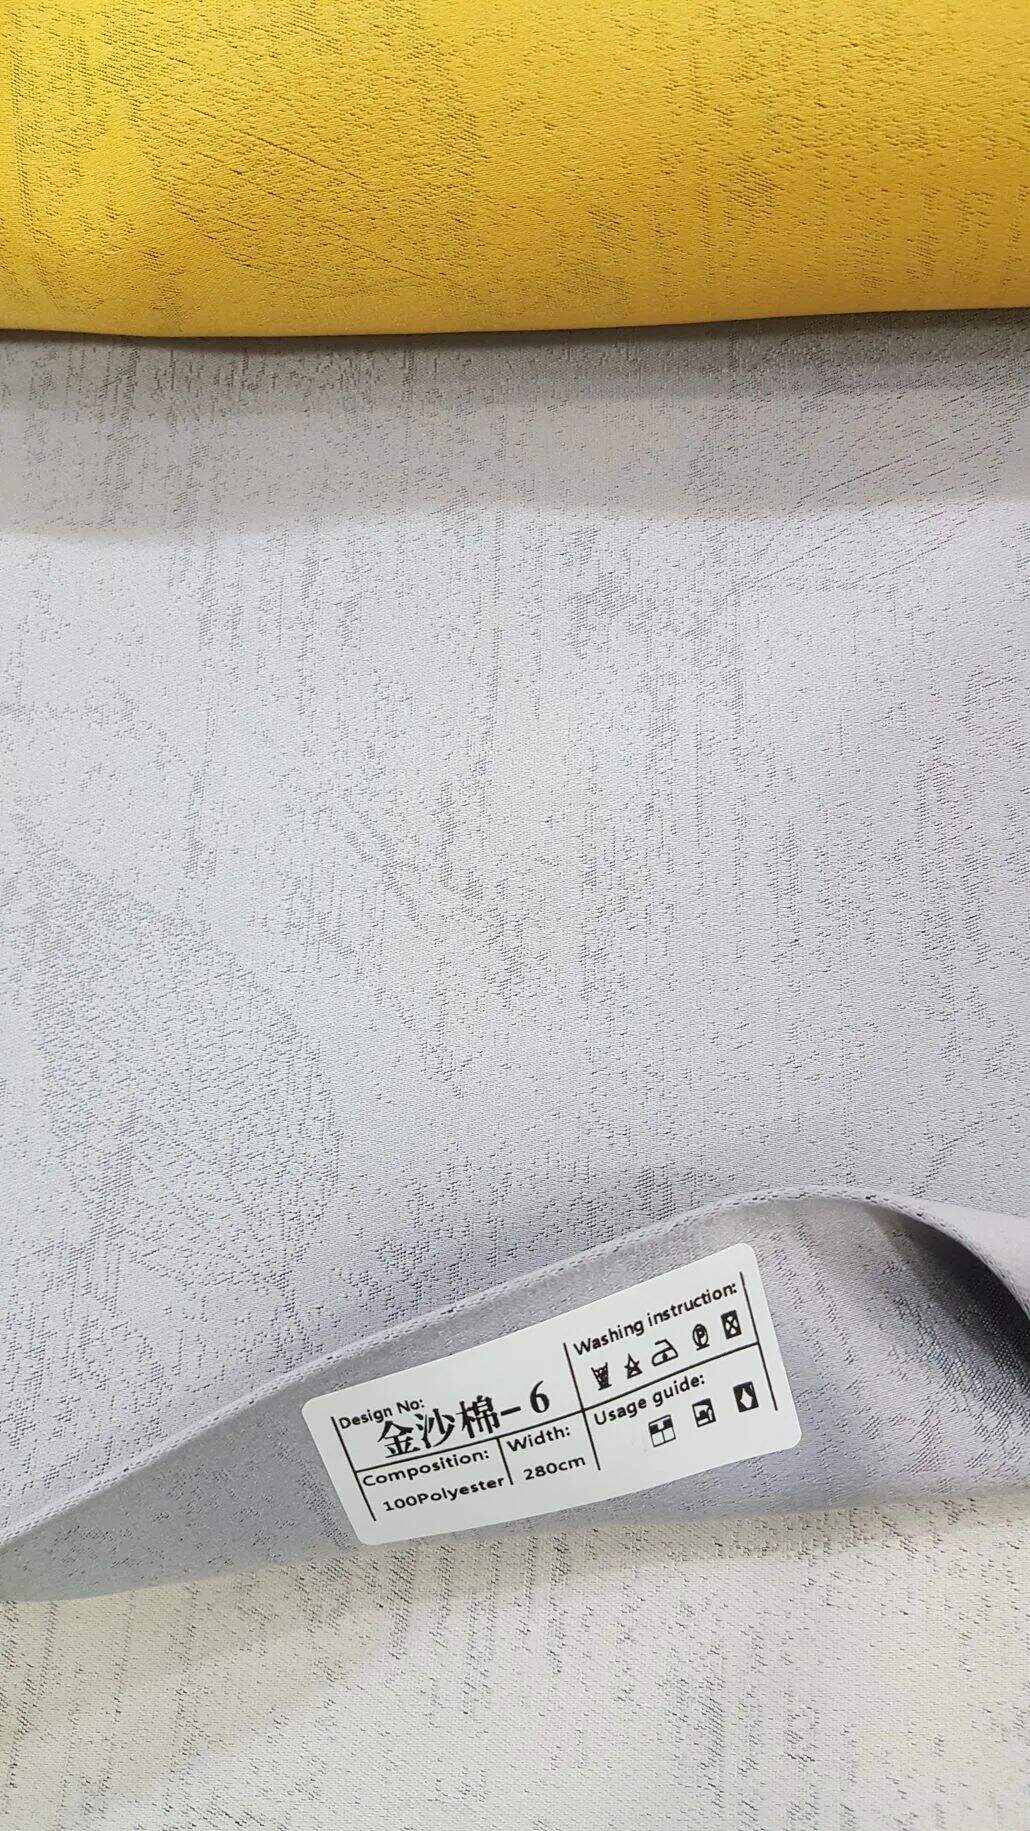 Design No:
金沙棉-6
Composition:
100Polyester
Width:
280cm
Washing instruction:
Usage guide: